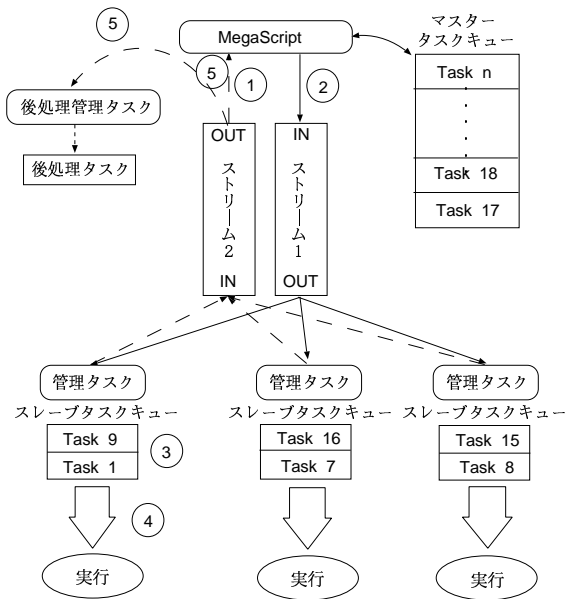 ⑤
MegaScript
マスター
タスクキュー
⑤
①
②
Task n
後処理管理タスク
後処理タスク
OUT
ストリーム2
IN
IN
ストリーム1
OUT
Task 18
Task 17
管理タスク
管理タスク
管理タスク
スレーブタスクキュー
スレーブタスクキュー
スレーブタスクキュー
Task 9
Task 1
③
Task 16
Task 7
Task 15
Task 8
④
実行
実行
実行